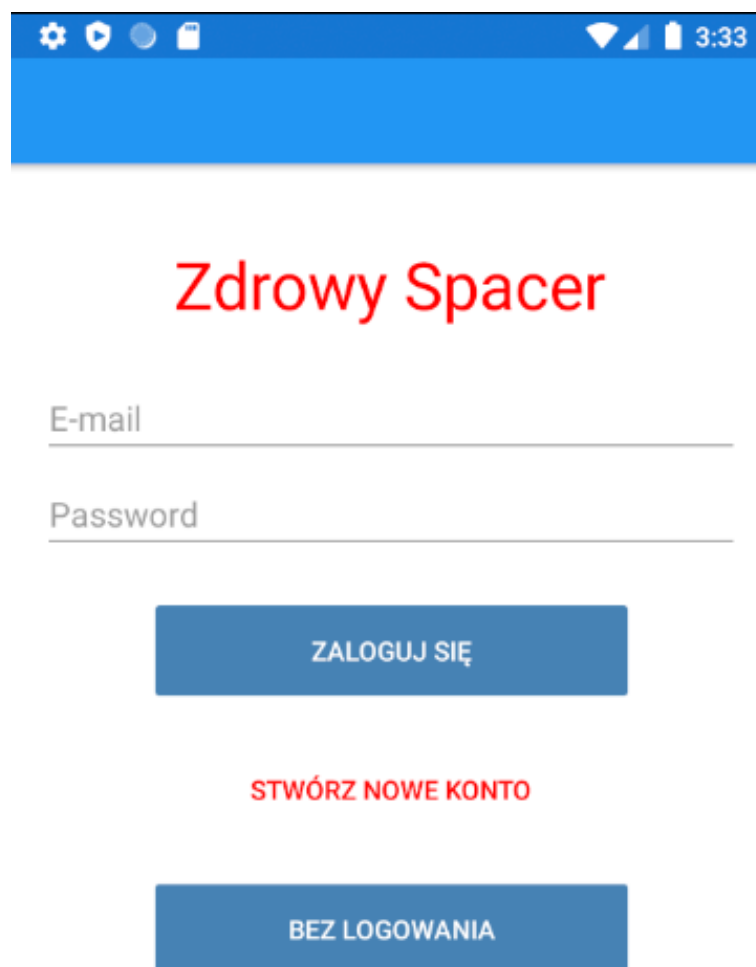 3:33
Zdrowy Spacer
E-mail
Password
ZALOGUJ SIĘ
STWÓRZ NOWE KONTO
BEZ LOGOWANIA